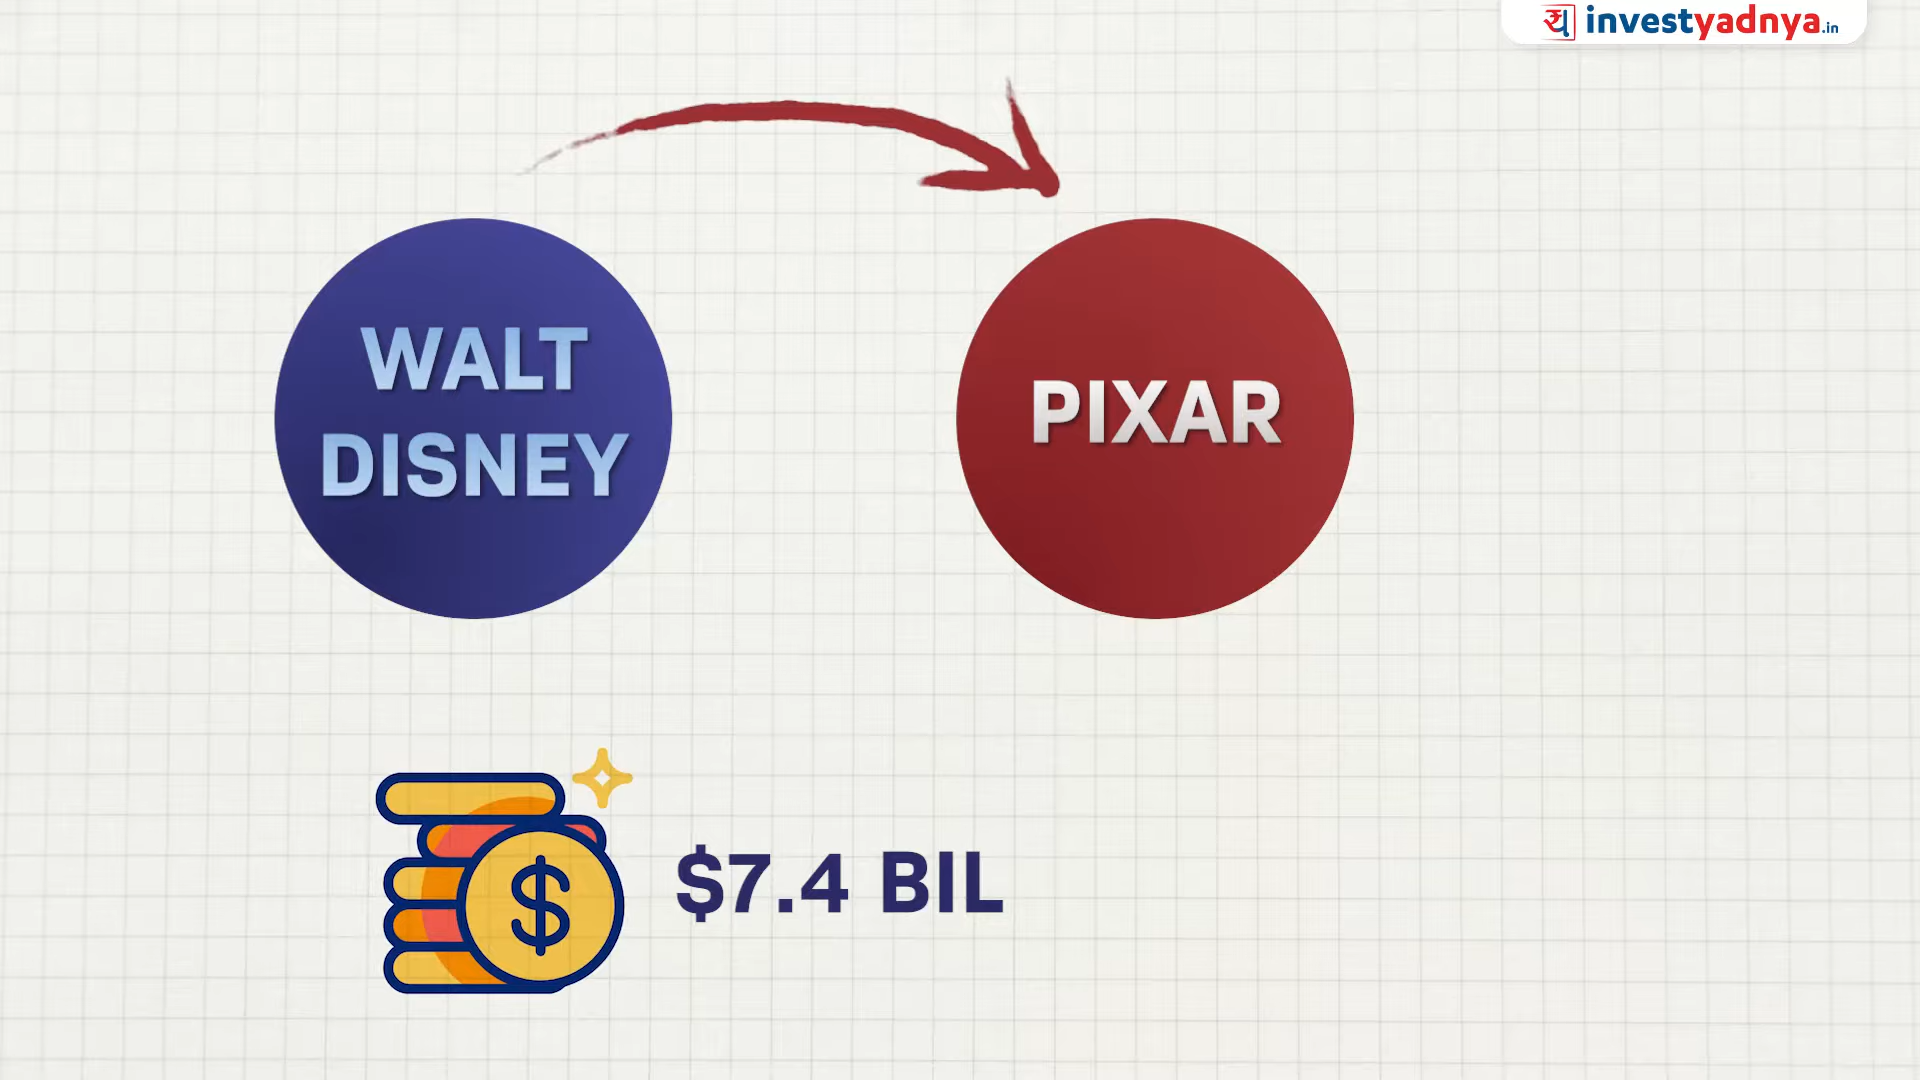 य investyadnya.in
WALT
DISNEY
PIXAR
$7.4 BIL